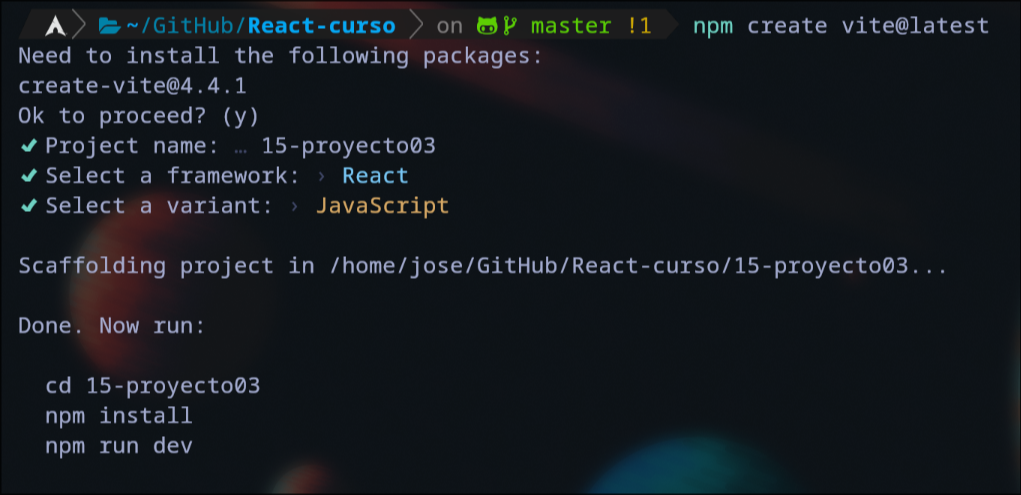 ~/GitHub/React-curso on master !1 npm create vite@latest
Need to install the following packages:
create-vite@4.4.1
Ok to proceed? (y)
✔ Project name: … 15-proyecto03
✔ Select a framework: › React
✔ Select a variant: › JavaScript
Scaffolding project in /home/jose/GitHub/React-curso/15-proyecto03...
Done. Now run:
cd 15-proyecto03
npm install
npm run dev